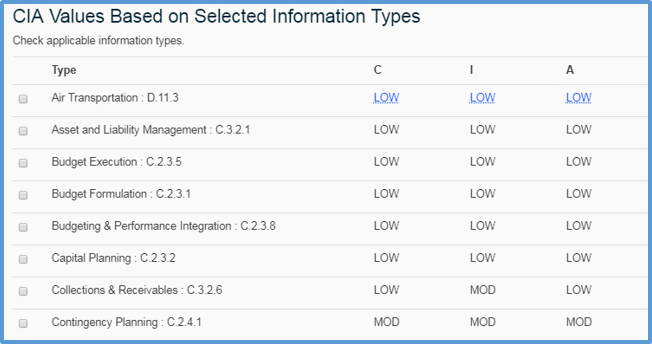 CIA Values Based on Selected Information Types
Check applicable information types.
Type C I A
Air Transportation : D.11.3 LOW LOW LOW
Asset and Liability Management : C.3.2.1 LOW LOW LOW
Budget Execution : C.2.3.5 LOW LOW LOW
Budget Formulation : C.2.3.1 LOW LOW LOW
Budgeting & Performance Integration : C.2.3.8 LOW LOW LOW
Capital Planning : C.2.3.2 LOW LOW LOW
Collections & Receivables : C.3.2.6 LOW MOD LOW
Contingency Planning : C.2.4.1 MOD MOD MOD